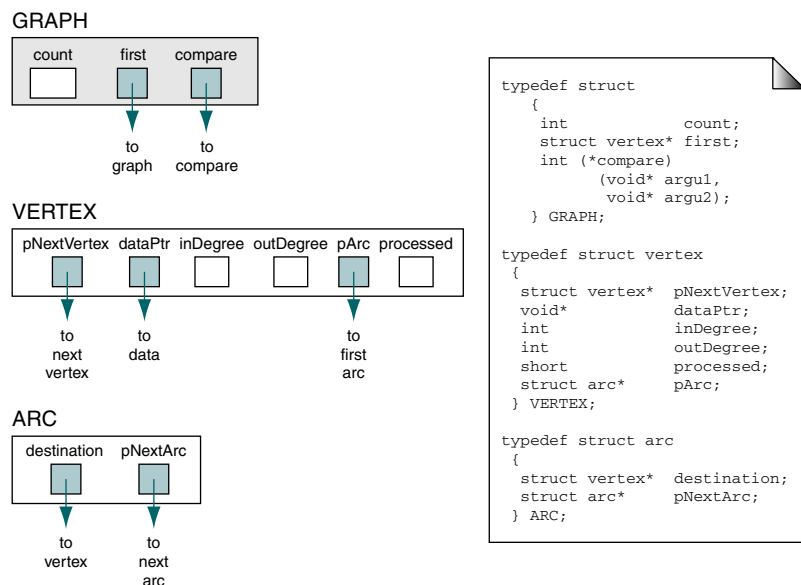 GRAPH
count first compare
to graph
to compare
VERTEX
pNextVertex dataPtr inDegree outDegree pArc processed
to next vertex
to data
to first arc
ARC
destination pNextArc
to vertex
to next arc
typedef struct
{
int count;
struct vertex* first;
int (*compare)
(void* argu1,
void* argu2);
} GRAPH;
typedef struct vertex
{
struct vertex* pNextVertex;
void* dataPtr;
int inDegree;
int outDegree;
short processed;
struct arc* pArc;
} VERTEX;
typedef struct arc
{
struct vertex* destination;
struct arc* pNextArc;
} ARC;